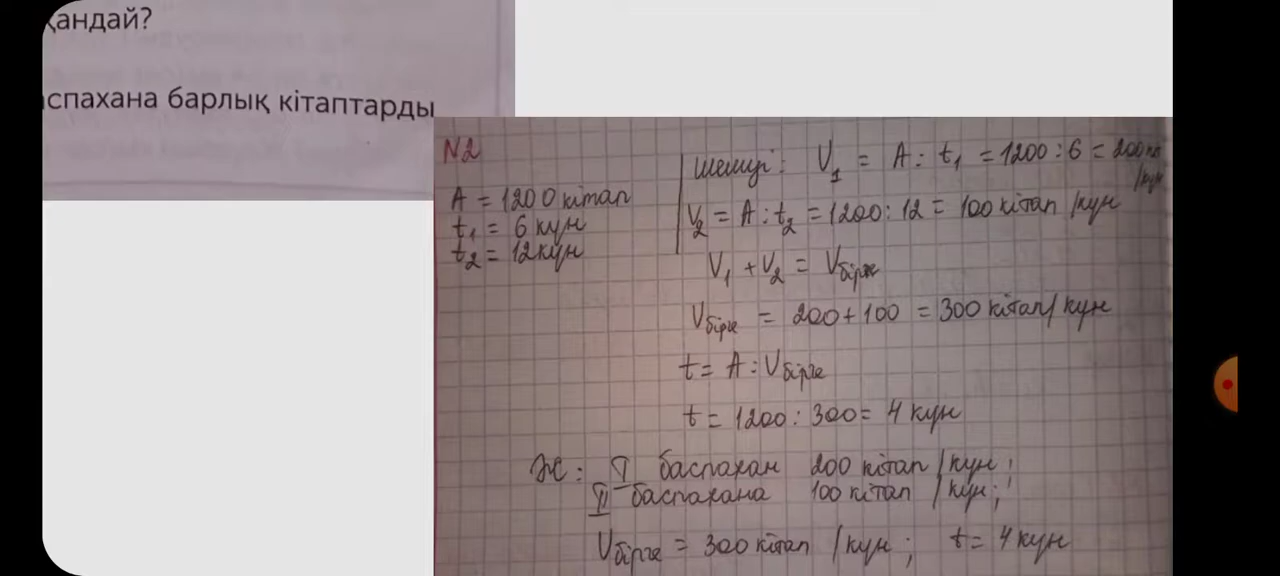 қандай?
аспахана барлық кітаптарды
N2
A = 1200 кітап
t₁ = 6 күн
t₂ = 12 күн
шешуі: V₁ = A : t₁ = 1200 : 6 = 200
/күн
V₂ = A : t₂ = 1200 : 12 = 100 кітап /күн
V₁ + V₂ = Vбірге
Vбірге = 200 + 100 = 300 кітап/күн
t = A : Vбірге
t = 1200 : 300 = 4 күн
Ж: I баспахан 200 кітап /күн;
II баспахана 100 кітап /күн;
Vбірге = 300 кітап /күн; t = 4 күн